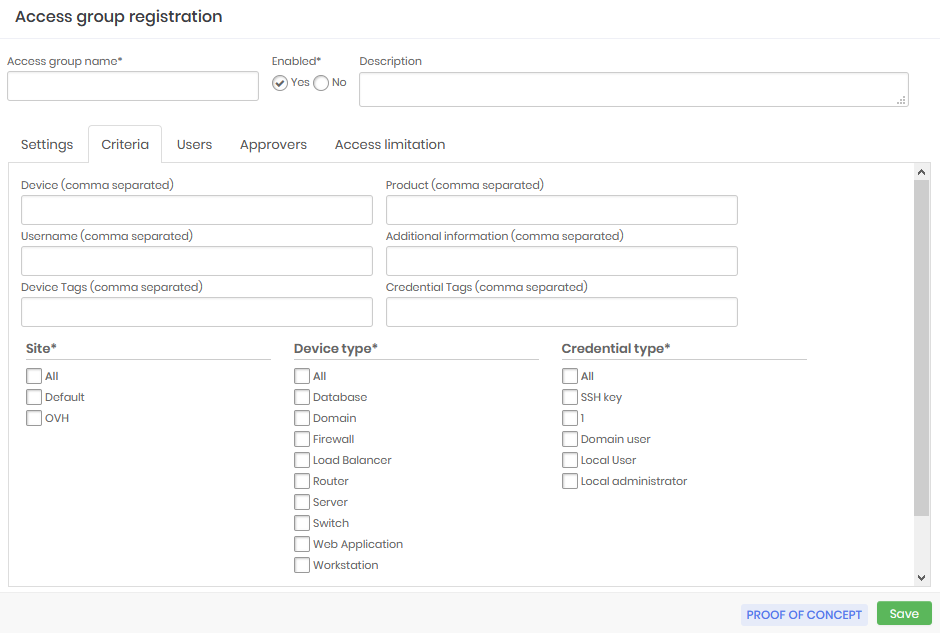 Access group registration
Access group name* Enabled* Description
Yes No
Settings Criteria Users Approvers Access limitation
Device (comma separated) Product (comma separated)
Username (comma separated) Additional information (comma separated)
Device Tags (comma separated) Credential Tags (comma separated)
Site* Device type* Credential type*
All All All
Default Database SSH key
OVH Domain 1
Firewall Domain user
Load Balancer Local User
Router Local administrator
Server
Switch
Web Application
Workstation
PROOF OF CONCEPT Save